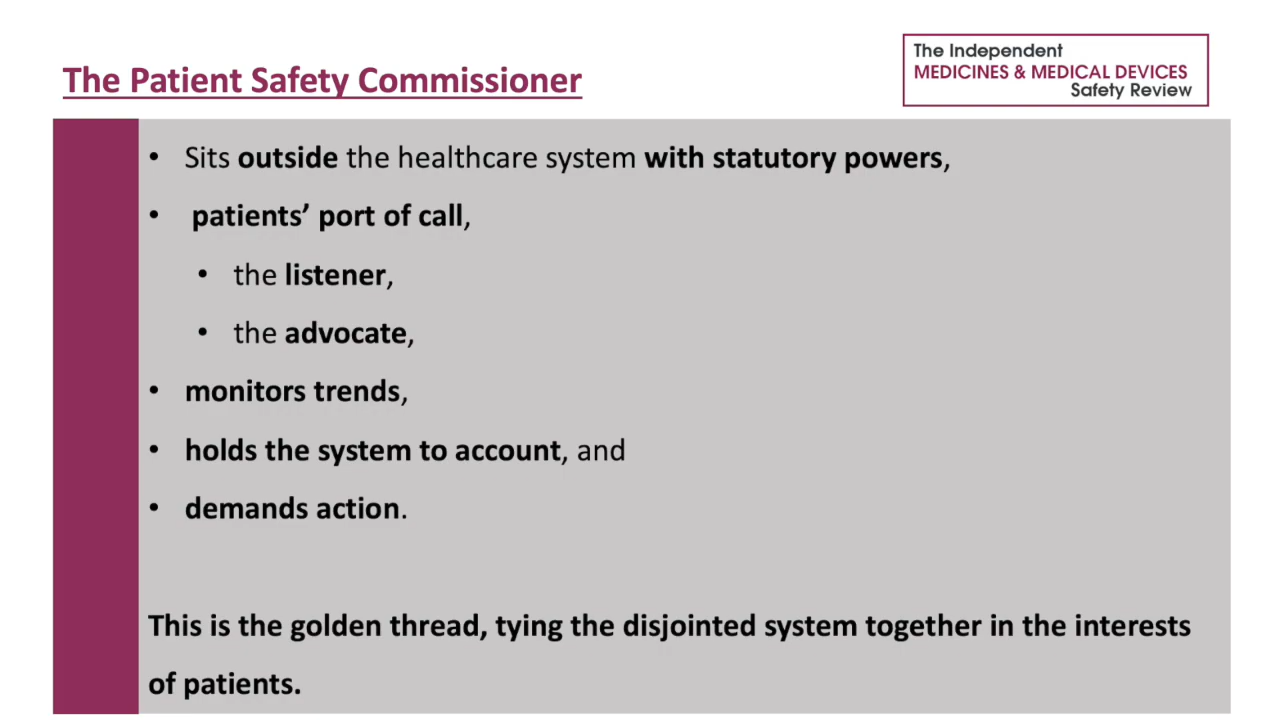 The Patient Safety Commissioner
The Independent
MEDICINES & MEDICAL DEVICES
Safety Review
• Sits outside the healthcare system with statutory powers,
• patients’ port of call,
• the listener,
• the advocate,
• monitors trends,
• holds the system to account, and
• demands action.
This is the golden thread, tying the disjointed system together in the interests
of patients.